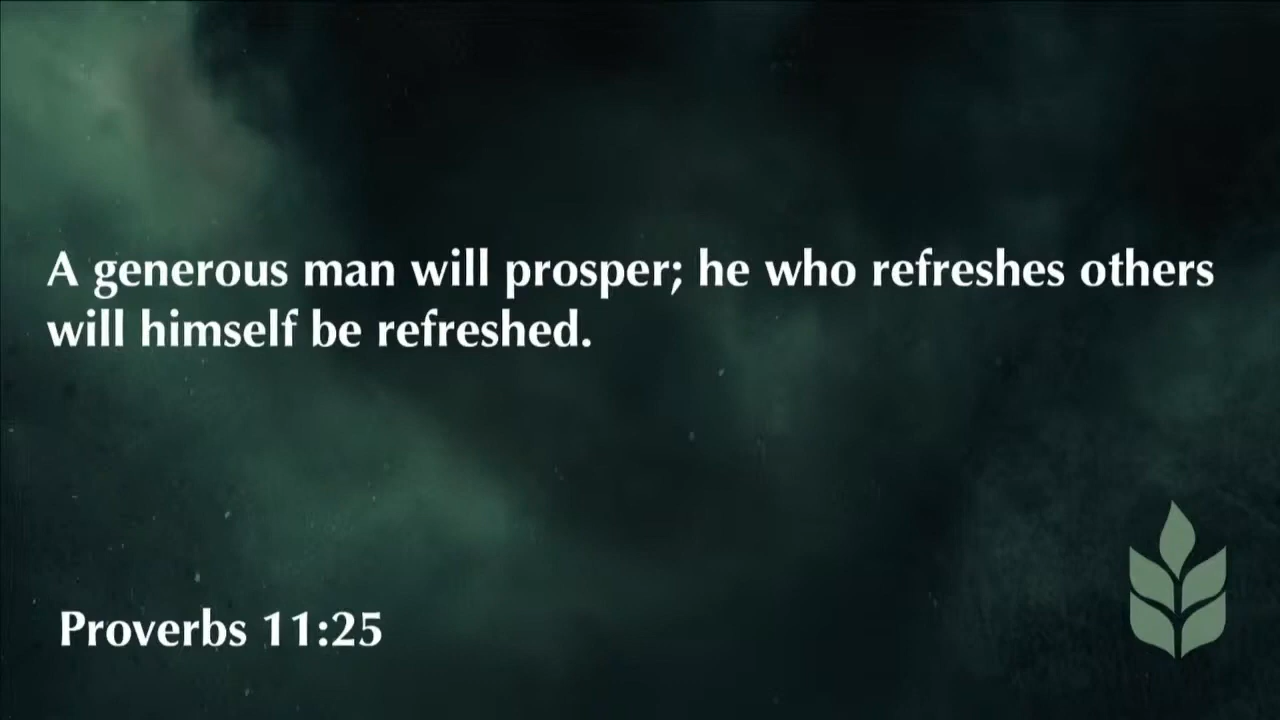 A generous man will prosper; he who refreshes others
will himself be refreshed.
Proverbs 11:25